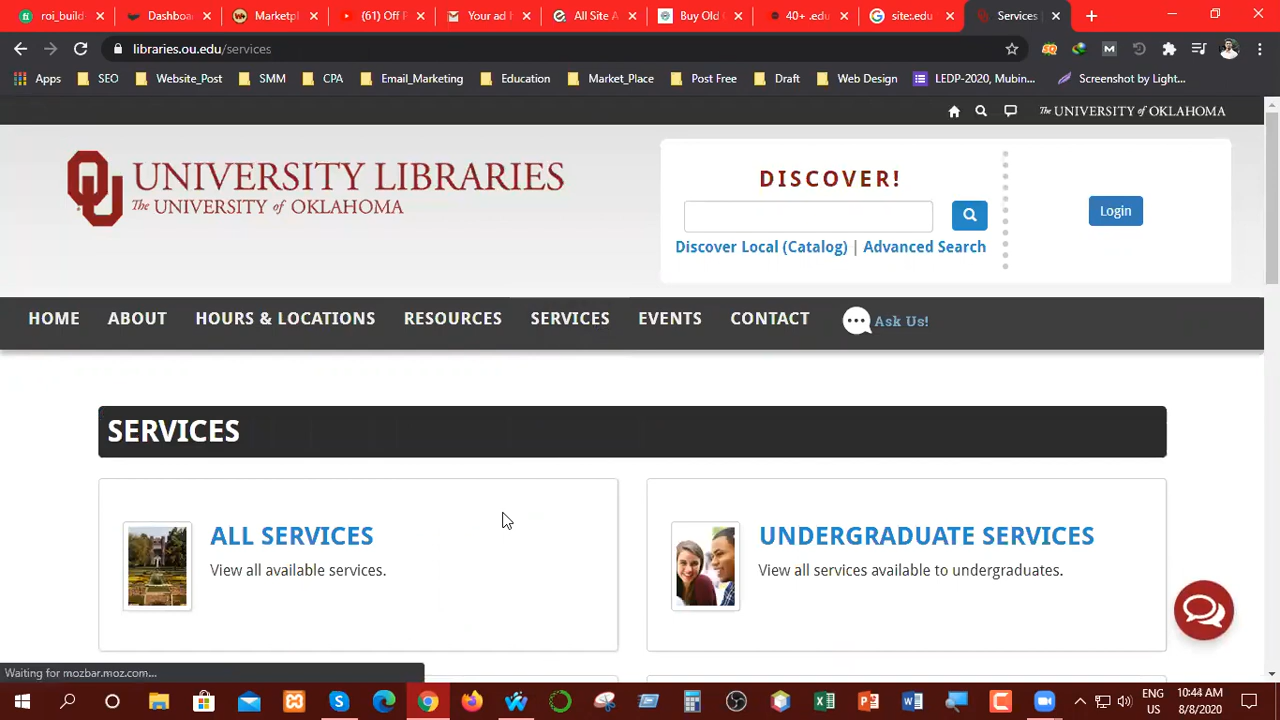 roi_build
Dashboa
Marketpl
(61) Off P
Your ad h
All Site A
Buy Old G
40+ .edu
site:.edu
Services |
libraries.ou.edu/services
Apps
SEO
Website_Post
SMM
CPA
Email_Marketing
Education
Market_Place
Post Free
Draft
Web Design
LEDP-2020, Mubin...
Screenshot by Light...
The UNIVERSITY of OKLAHOMA
UNIVERSITY LIBRARIES
The UNIVERSITY of OKLAHOMA
DISCOVER!
Login
Discover Local (Catalog) | Advanced Search
HOME
ABOUT
HOURS & LOCATIONS
RESOURCES
SERVICES
EVENTS
CONTACT
Ask Us!
SERVICES
ALL SERVICES
View all available services.
UNDERGRADUATE SERVICES
View all services available to undergraduates.
Waiting for mozbar.moz.com...
ENG
US
10:44 AM
8/8/2020